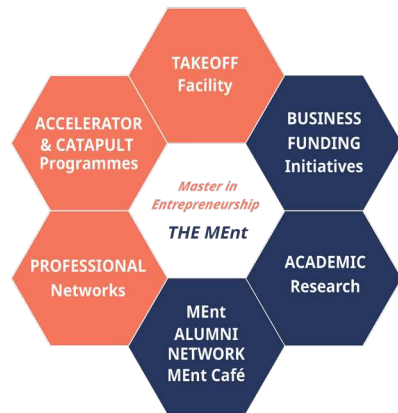 TAKEOFF
Facility
ACCELERATOR
& CATAPULT
Programmes
BUSINESS
FUNDING
Initiatives
Master in
Entrepreneurship
THE MEnt
PROFESSIONAL
Networks
ACADEMIC
Research
MEnt
ALUMNI
NETWORK
MEnt Café